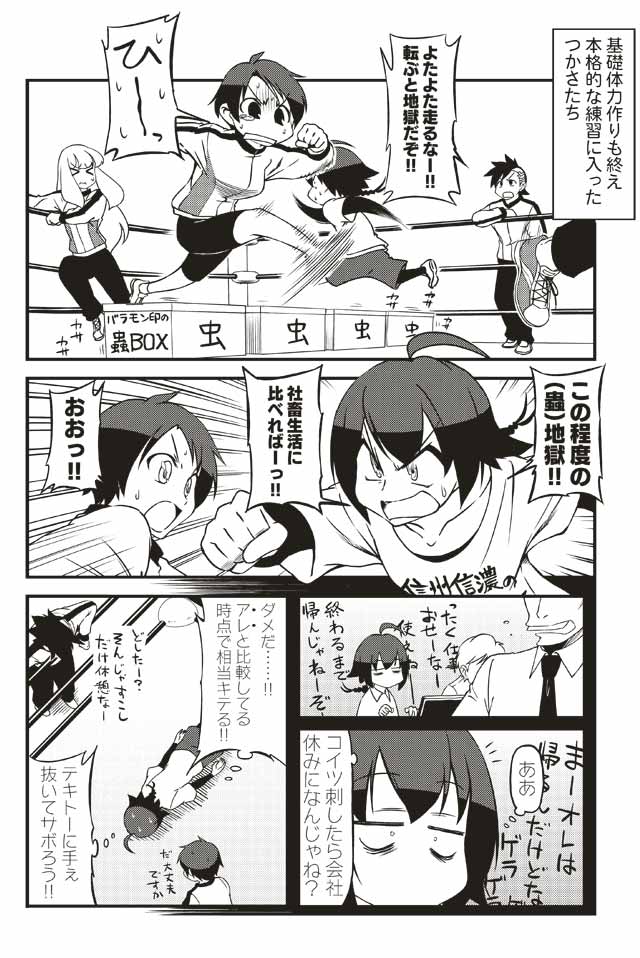 基礎体力作りも終え
本格的な練習に入った
つかさたち
よたよた走るなー!!
転ぶと地獄だぞ!!
ひーっ
カサ
カサ
カサ
カサ
バラモン印の
蟲BOX
虫
虫
虫
虫
この程度の
(蟲)地獄!!
社畜生活に
比べればーっ!!
おおっ!!
信州信濃の
ったく仕事
おせーなー
使えね
終わるまで
帰んじゃねーぞ
まーオレは
帰るんだけどな
ゲラ
ゲラ
ああ
コイツ刺したら会社
休みになんじゃね?
ダメだ……!!
アレと比較してる
時点で相当キテる!!
どしたー?
そんじゃすこし
だけ休憩なー
だ大丈夫
ですか
テキトーに手え
抜いてサボろう!!